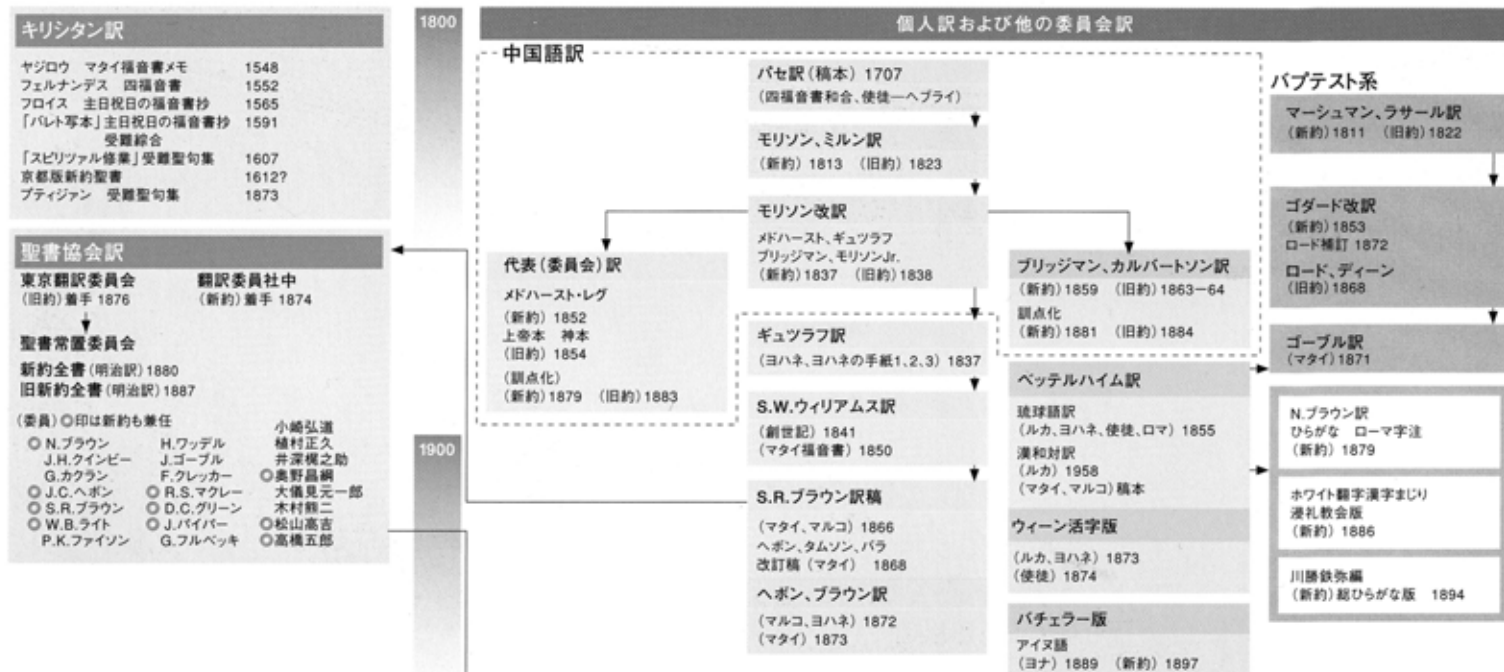 キリシタン訳
ヤジロウ　マタイ福音書メモ　1548
フェルナンデス　四福音書　1552
フロイス　主日祝日の福音書抄　1565
「バレト写本」主日祝日の福音書抄　1591
受難綜合
「スピリツァル修業」受難聖句集　1607
京都版新約聖書　1612?
プティジャン　受難聖句集　1873
聖書協会訳
東京翻訳委員会　翻訳委員社中
(旧約)着手 1876　(新約)着手 1874
聖書常置委員会
新約全書(明治訳)1880
旧新約全書(明治訳)1887
(委員)◎印は新約も兼任
小崎弘道
◎N.ブラウン　H.ワッデル　植村正久
J.H.クインビー　J.ゴーブル　井深梶之助
G.カクラン　F.クレッカー　◎奥野昌綱
◎J.C.ヘボン　◎R.S.マクレー　大儀見元一郎
◎S.R.ブラウン　◎D.C.グリーン　木村熊二
◎W.B.ライト　◎J.パイパー　◎松山高吉
P.K.ファイソン　G.フルベッキ　◎高橋五郎
1800
1900
個人訳および他の委員会訳
中国語訳
バセ訳(稿本) 1707
(四福音書和合、使徒―ヘブライ)
モリソン、ミルン訳
(新約) 1813　(旧約) 1823
モリソン改訳
メドハースト、ギュツラフ
ブリッジマン、モリソンJr.
(新約)1837　(旧約)1838
代表(委員会)訳
メドハースト・レグ
(新約) 1852
上帝本　神本
(旧約) 1854
(訓点化)
(新約)1879　(旧約)1883
ブリッジマン、カルバートソン訳
(新約)1859　(旧約)1863―64
訓点化
(新約)1881　(旧約)1884
ギュツラフ訳
(ヨハネ、ヨハネの手紙1、2、3) 1837
S.W.ウィリアムス訳
(創世記) 1841
(マタイ福音書) 1850
S.R.ブラウン訳稿
(マタイ、マルコ) 1866
ヘボン、タムソン、バラ
改訂稿(マタイ)　1868
ヘボン、ブラウン訳
(マルコ、ヨハネ) 1872
(マタイ) 1873
ベッテルハイム訳
琉球語訳
(ルカ、ヨハネ、使徒、ロマ) 1855
漢和対訳
(ルカ) 1958
(マタイ、マルコ)稿本
ウィーン活字版
(ルカ、ヨハネ) 1873
(使徒) 1874
バチェラー版
アイヌ語
(ヨナ) 1889　(新約) 1897
バプテスト系
マーシュマン、ラサール訳
(新約)1811　(旧約)1822
ゴダード改訳
(新約)1853
ロード補訂 1872
ロード、ディーン
(旧約)1868
ゴーブル訳
(マタイ)1871
N.ブラウン訳
ひらがな　ローマ字注
(新約) 1879
ホワイト翻字漢字まじり
浸礼教会版
(新約) 1886
川勝鉄弥編
(新約)総ひらがな版　1894